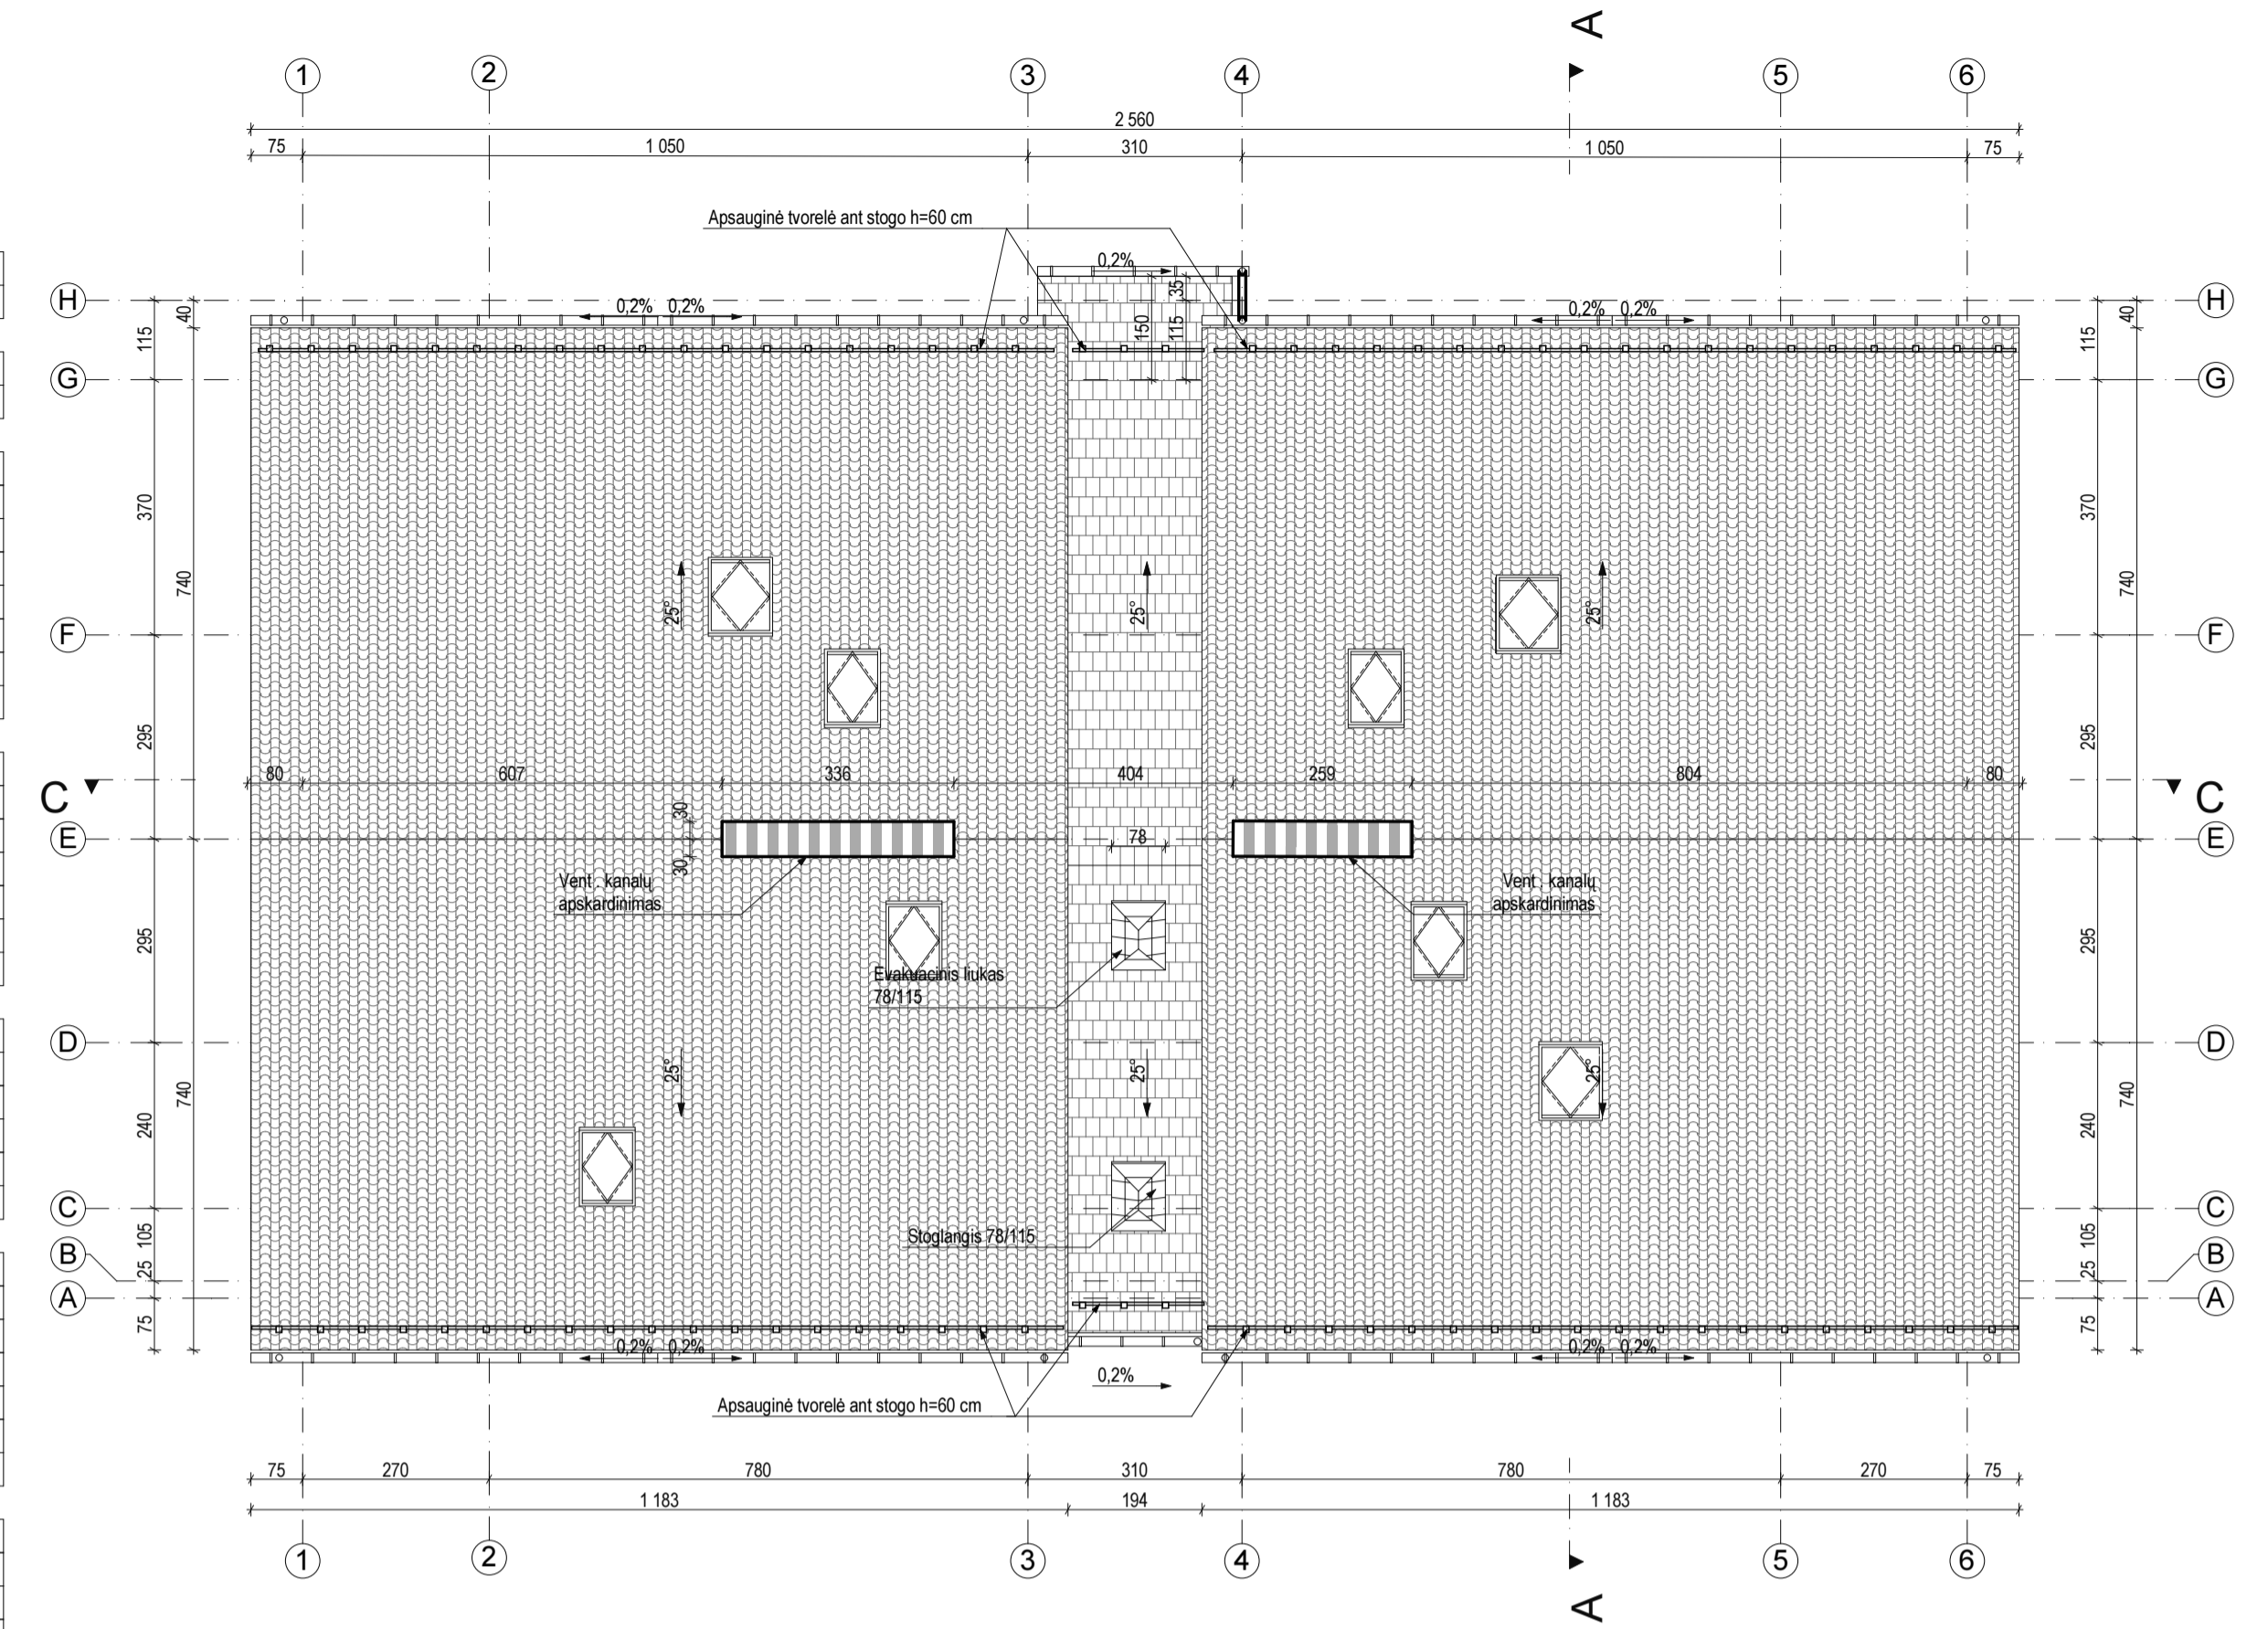 A
1 2 3 4 5 6
2 560
75 1 050 310 1 050 75
Apsauginė tvorelė ant stogo h=60 cm
0,2%
H 40 0,2% 0,2% 35 0,2% 0,2% 40 H
115 150 115 115
G G
370 370
740 25° 25° 25° 740
F F
295 295
80 607 336 404 259 804 80
C C
30
E 78 E
30
Vent . kanalų Vent . kanalų
apskardinimas apskardinimas
295 295
Evakuacinis liukas
78/115
D D
25° 25° 25°
740 740
240 240
C C
105 Stoglangis 78/115 105
B B
25 25
A A
75 75
0,2% 0,2% 0,2% 0,2%
0,2%
Apsauginė tvorelė ant stogo h=60 cm
75 270 780 310 780 270 75
1 183 194 1 183
1 2 3 4 5 6
A